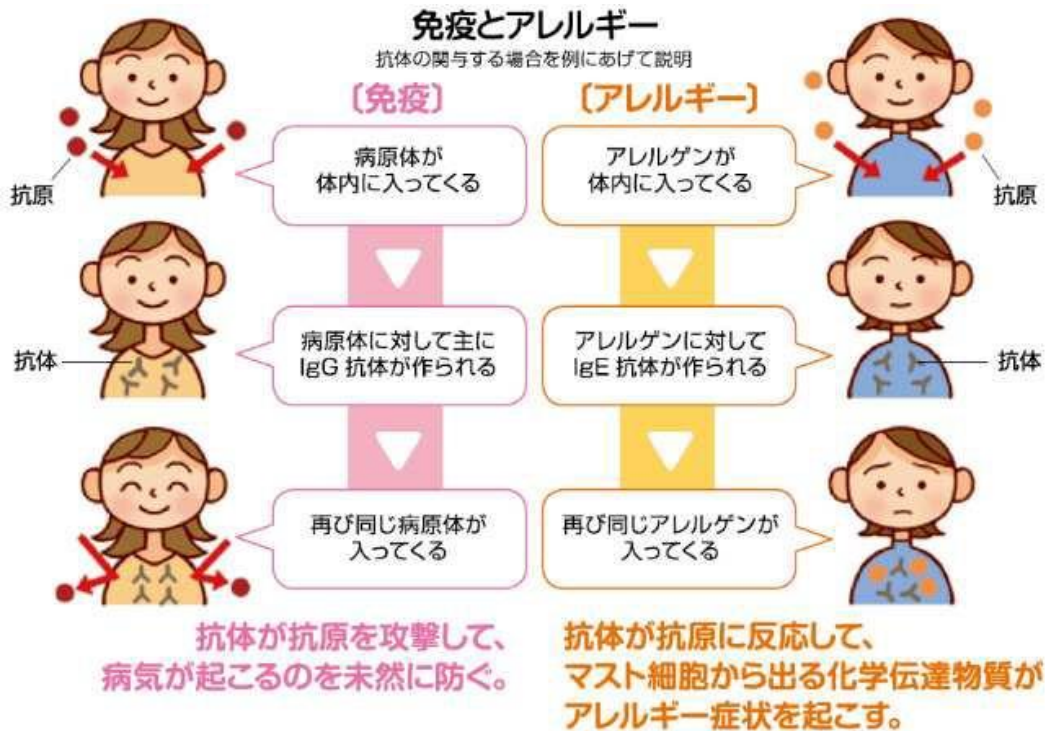 免疫とアレルギー
抗体の関与する場合を例にあげて説明
〔免疫〕
〔アレルギー〕
病原体が
体内に入ってくる
アレルゲンが
体内に入ってくる
抗原
抗原
病原体に対して主に
IgG 抗体が作られる
アレルゲンに対して
IgE 抗体が作られる
抗体
抗体
再び同じ病原体が
入ってくる
再び同じアレルゲンが
入ってくる
抗体が抗原を攻撃して、
病気が起こるのを未然に防ぐ。
抗体が抗原に反応して、
マスト細胞から出る化学伝達物質が
アレルギー症状を起こす。